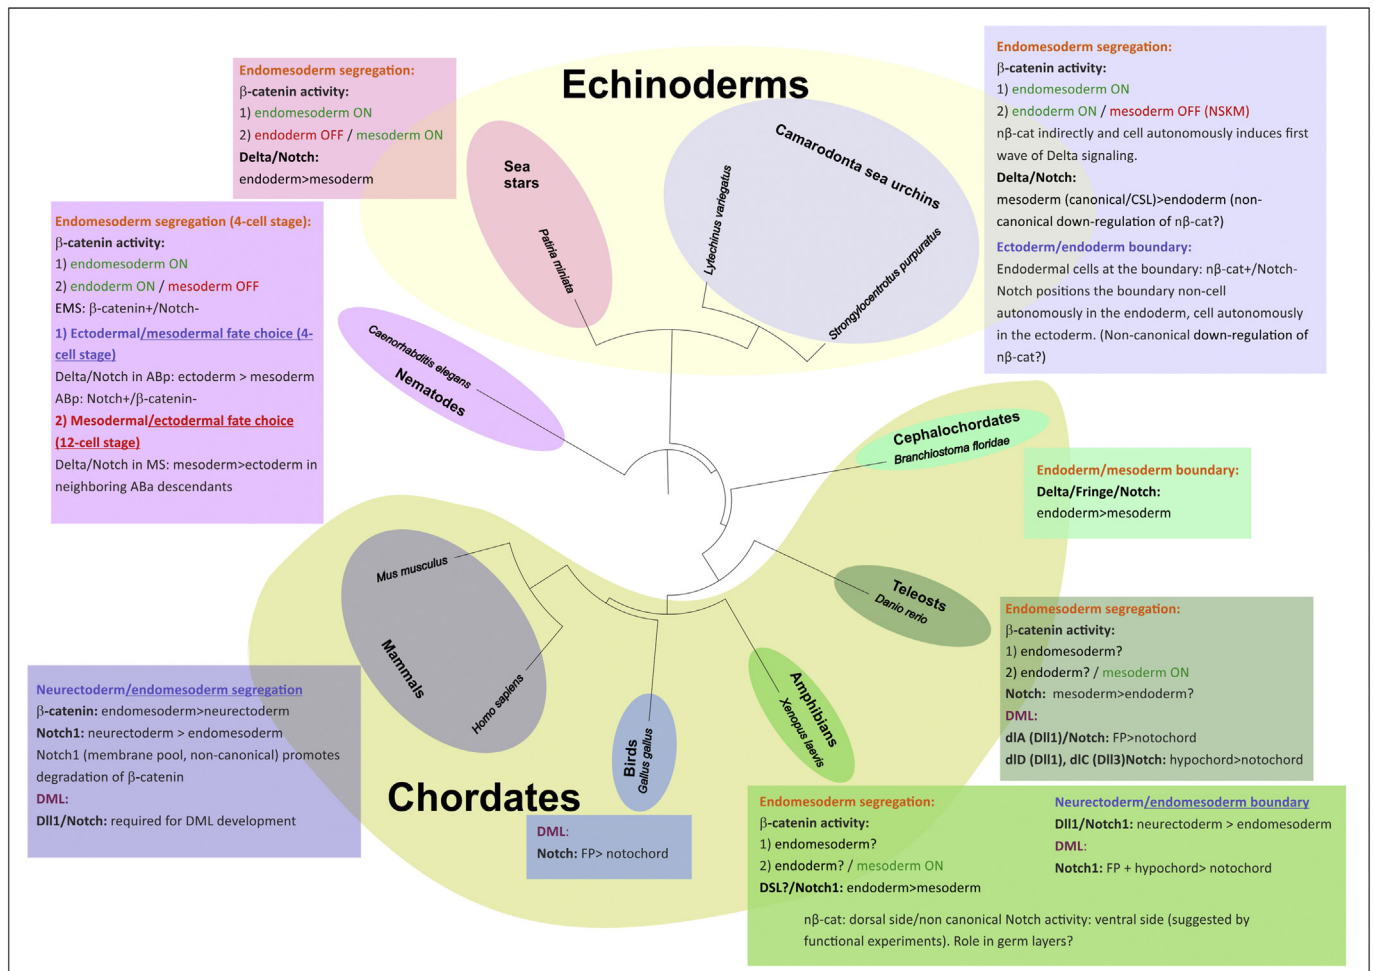 Echinoderms
Endomesoderm segregation:
β-catenin activity:
1) endomesoderm ON
2) endoderm OFF / mesoderm ON
Delta/Notch:
endoderm>mesoderm
Endomesoderm segregation:
β-catenin activity:
1) endomesoderm ON
2) endoderm ON / mesoderm OFF (NSKM)
nβ-cat indirectly and cell autonomously induces first
wave of Delta signaling.
Delta/Notch:
mesoderm (canonical/CSL)>endoderm (non-
canonical down-regulation of nβ-cat?)
Ectoderm/endoderm boundary:
Endodermal cells at the boundary: nβ-cat+/Notch-
Notch positions the boundary non-cell
autonomously in the endoderm, cell autonomously
in the ectoderm. (Non-canonical down-regulation of
nβ-cat?)
Sea
stars
Patiria miniata
Camarodonta sea urchins
Lytechinus variegatus
Strongylocentrotus purpuratus
Endomesoderm segregation (4-cell stage):
β-catenin activity:
1) endomesoderm ON
2) endoderm ON / mesoderm OFF
EMS: β-catenin+/Notch-
1) Ectodermal/mesodermal fate choice (4-
cell stage)
Delta/Notch in ABp: ectoderm > mesoderm
ABp: Notch+/β-catenin-
2) Mesodermal/ectodermal fate choice
(12-cell stage)
Delta/Notch in MS: mesoderm>ectoderm in
neighboring ABa descendants
Caenorhabditis elegans
Nematodes
Cephalochordates
Branchiostoma floridae
Endoderm/mesoderm boundary:
Delta/Fringe/Notch:
endoderm>mesoderm
Teleosts
Danio rerio
Endomesoderm segregation:
β-catenin activity:
1) endomesoderm?
2) endoderm? / mesoderm ON
Notch: mesoderm>endoderm?
DML:
dlA (Dll1)/Notch: FP>notochord
dlD (Dll1), dlC (Dll3)Notch: hypochord>notochord
Mus musculus
Mammals
Homo sapiens
Neurectoderm/endomesoderm segregation
β-catenin: endomesoderm>neurectoderm
Notch1: neurectoderm > endomesoderm
Notch1 (membrane pool, non-canonical) promotes
degradation of β-catenin
DML:
Dll1/Notch: required for DML development
Chordates
Birds
Gallus gallus
DML:
Notch: FP> notochord
Amphibians
Xenopus laevis
Endomesoderm segregation:
β-catenin activity:
1) endomesoderm?
2) endoderm? / mesoderm ON
DSL?/Notch1: endoderm>mesoderm
Neurectoderm/endomesoderm boundary
Dll1/Notch1: neurectoderm > endomesoderm
DML:
Notch1: FP + hypochord> notochord
nβ-cat: dorsal side/non canonical Notch activity: ventral side (suggested by
functional experiments). Role in germ layers?